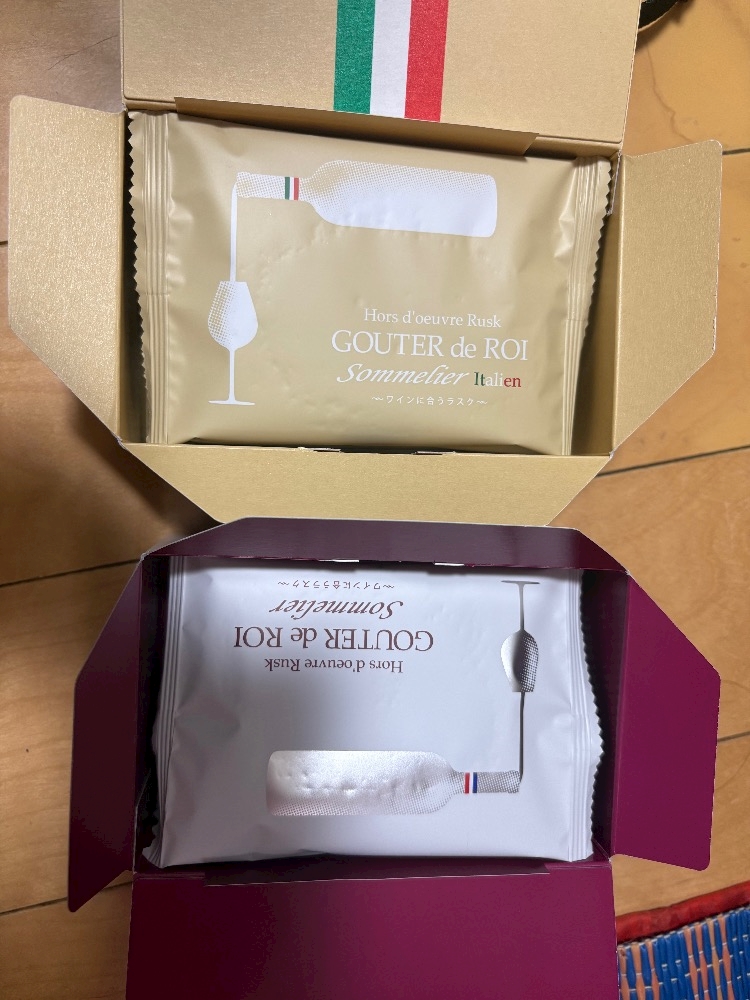 Hors d'oeuvre Rusk
GOUTER de ROI
Sommelier Italien
～ワインに合うラスク～
Hors d'oeuvre Rusk
GOUTER de ROI
Sommelier
～ワインに合うラスク～